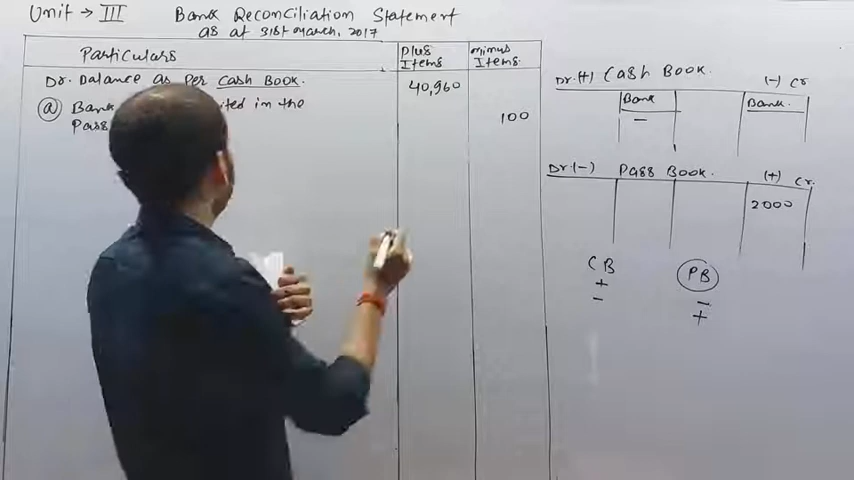 Unit → III Bank Reconciliation Statement
as at 31st march, 2017
Particulars
Plus Items
minus Items.
Dr. Balance as per Cash Book.
40,960
(a) Bank ited in the
Pass
100
Dr (+) Cash Book. (-) Cr
Bank
Bank.
-
Dr. (-) Pass Book. (+) Cr.
2000
CB
+
-
PB
-
+